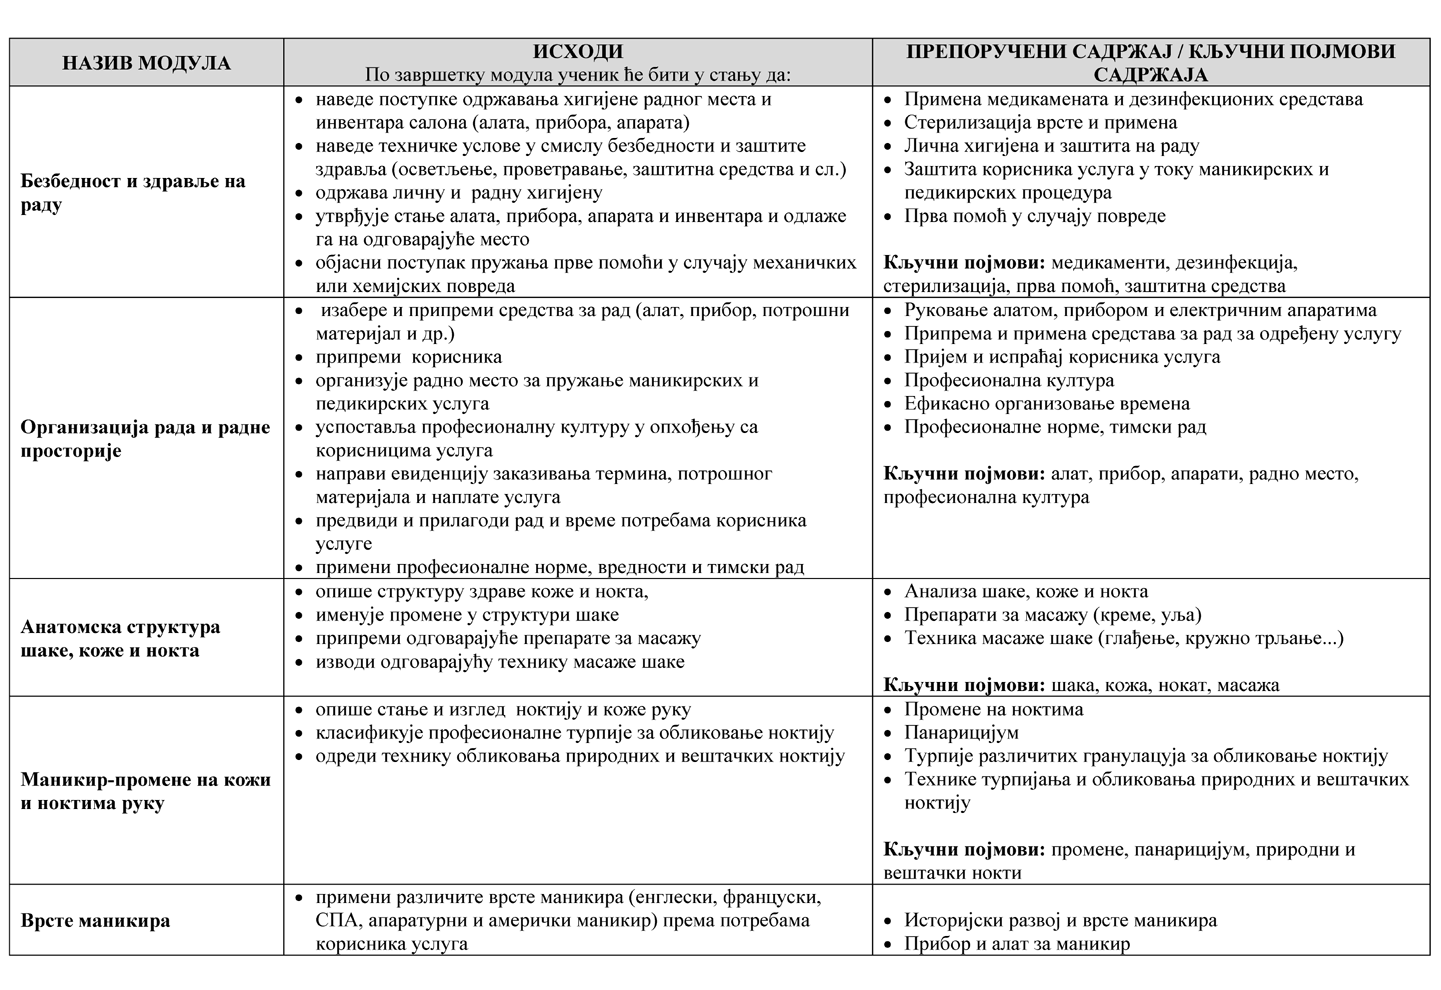 НАЗИВ МОДУЛА
ИСХОДИ
По завршетку модула ученик ће бити у стању да:
ПРЕПОРУЧЕНИ САДРЖАЈ / КЉУЧНИ ПОЈМОВИ
САДРЖАЈА
Безбедност и здравље на
раду
• наведе поступке одржавања хигијене радног места и
инвентара салона (алата, прибора, апарата)
• наведе техничке услове у смислу безбедности и заштите
здравља (осветљење, проветравање, заштитна средства и сл.)
• одржава личну и радну хигијену
• утврђује стање алата, прибора, апарата и инвентара и одлаже
га на одговарајуће место
• објасни поступак пружања прве помоћи у случају механичких
или хемијских повреда
• Примена медикамената и дезинфекционих средстава
• Стерилизација врсте и примена
• Лична хигијена и заштита на раду
• Заштита корисника услуга у току маникирских и
педикирских процедура
• Прва помоћ у случају повреде
Кључни појмови: медикаменти, дезинфекција,
стерилизација, прва помоћ, заштитна средства
Организација рада и радне
просторије
• изабере и припреми средства за рад (алат, прибор, потрошни
материјал и др.)
• припреми корисника
• организује радно место за пружање маникирских и
педикирских услуга
• успоставља професионалну културу у опхођењу са
корисницима услуга
• направи евиденцију заказивања термина, потрошног
материјала и наплате услуга
• предвиди и прилагоди рад и време потребама корисника
услуге
• примени професионалне норме, вредности и тимски рад
• Руковање алатом, прибором и електричним апаратима
• Припрема и примена средстава за рад за одређену услугу
• Пријем и испраћај корисника услуга
• Професионална култура
• Ефикасно организовање времена
• Професионалне норме, тимски рад
Кључни појмови: алат, прибор, апарати, радно место,
професионална култура
Анатомска структура
шаке, коже и нокта
• опише структуру здраве коже и нокта,
• именује промене у структури шаке
• припреми одговарајуће препарате за масажу
• изводи одговарајућу технику масаже шаке
• Анализа шаке, коже и нокта
• Препарати за масажу (креме, уља)
• Техника масаже шаке (глађење, кружно трљање...)
Кључни појмови: шака, кожа, нокат, масажа
Маникир-промене на кожи
и ноктима руку
• опише стање и изглед ноктију и коже руку
• класификује професионалне турпије за обликовање ноктију
• одреди технику обликовања природних и вештачких ноктију
• Промене на ноктима
• Панарицијум
• Турпије различитих гранулацуја за обликовање ноктију
• Технике турпијања и обликовања природних и вештачких
ноктију
Кључни појмови: промене, панарицијум, природни и
вештачки нокти
Врсте маникира
• примени различите врсте маникира (енглески, француски,
СПА, апаратурни и амерички маникир) према потребама
корисника услуга
• Историјски развој и врсте маникира
• Прибор и алат за маникир